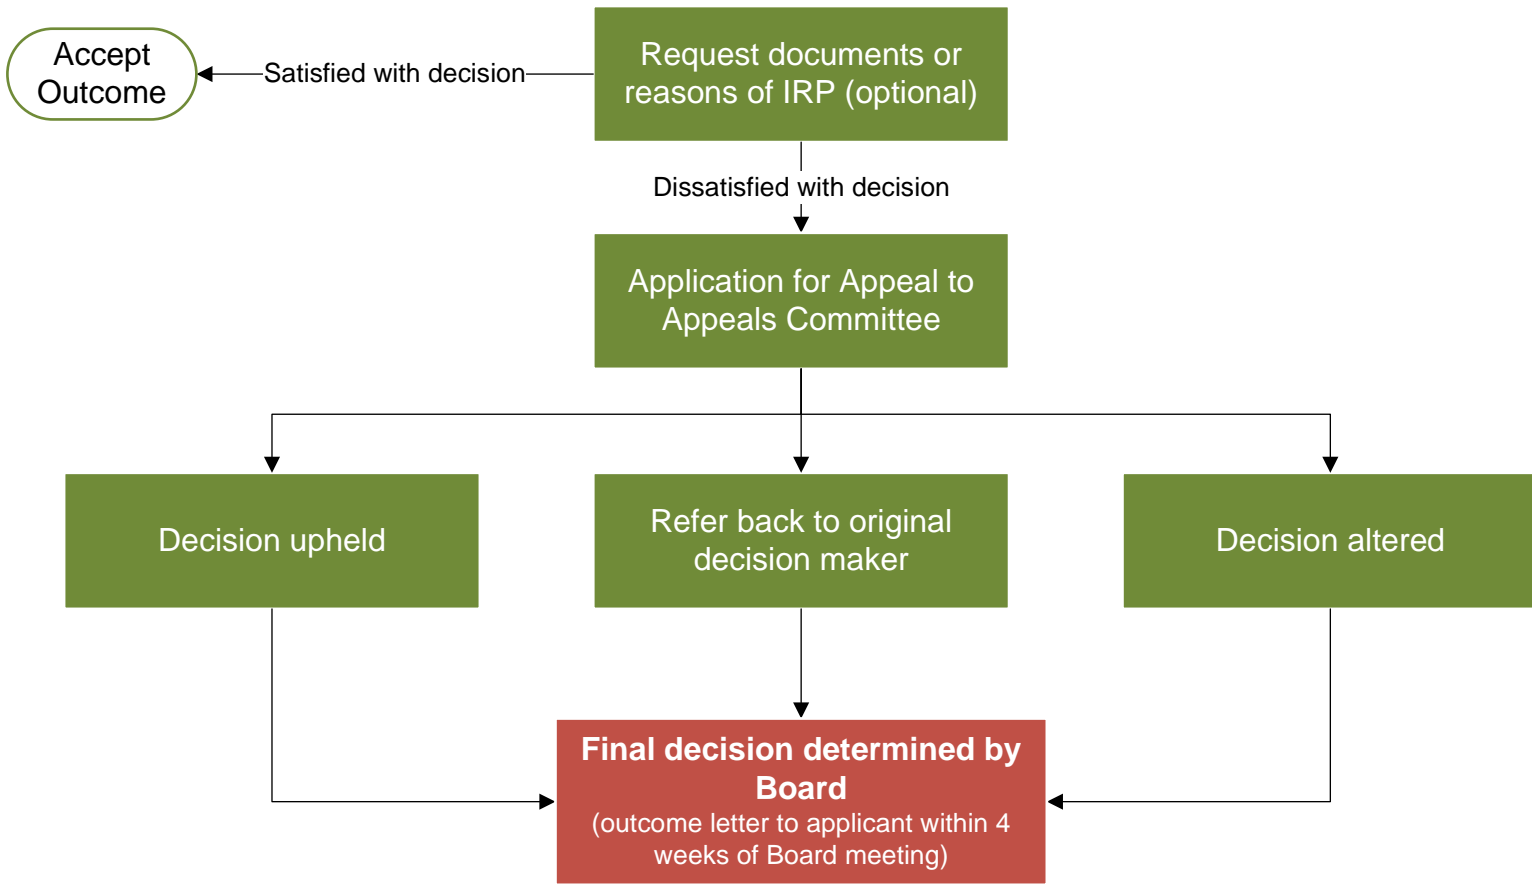 Accept
Outcome
Satisfied with decision
Request documents or
reasons of IRP (optional)
Dissatisfied with decision
Application for Appeal to
Appeals Committee
Decision upheld
Refer back to original
decision maker
Decision altered
Final decision determined by
Board
(outcome letter to applicant within 4
weeks of Board meeting)